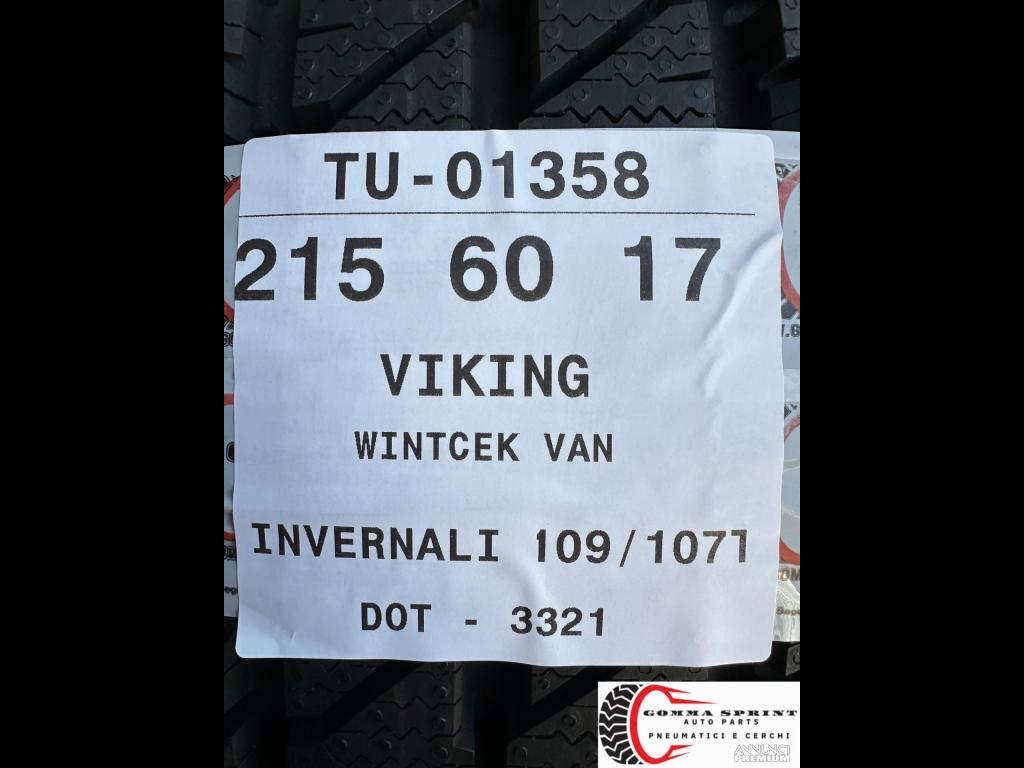 TU-01358
215 60 17
VIKING
WINTCEK VAN
INVERNALI 109/107T
DOT - 3321
GOMMA SPRINT
AUTO PARTS
PNEUMATICI E CERCHI
ANNUNCI
PREMIUM